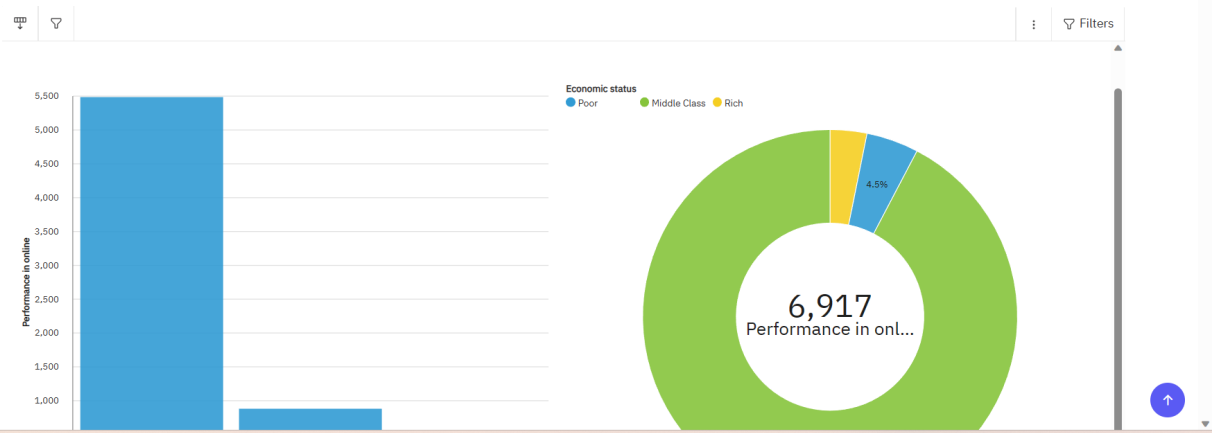 Filters
5,500
5,000
4,500
4,000
3,500
3,000
2,500
2,000
1,500
1,000
Performance in online
Economic status
Poor
Middle Class
Rich
4.5%
6,917
Performance in onl...